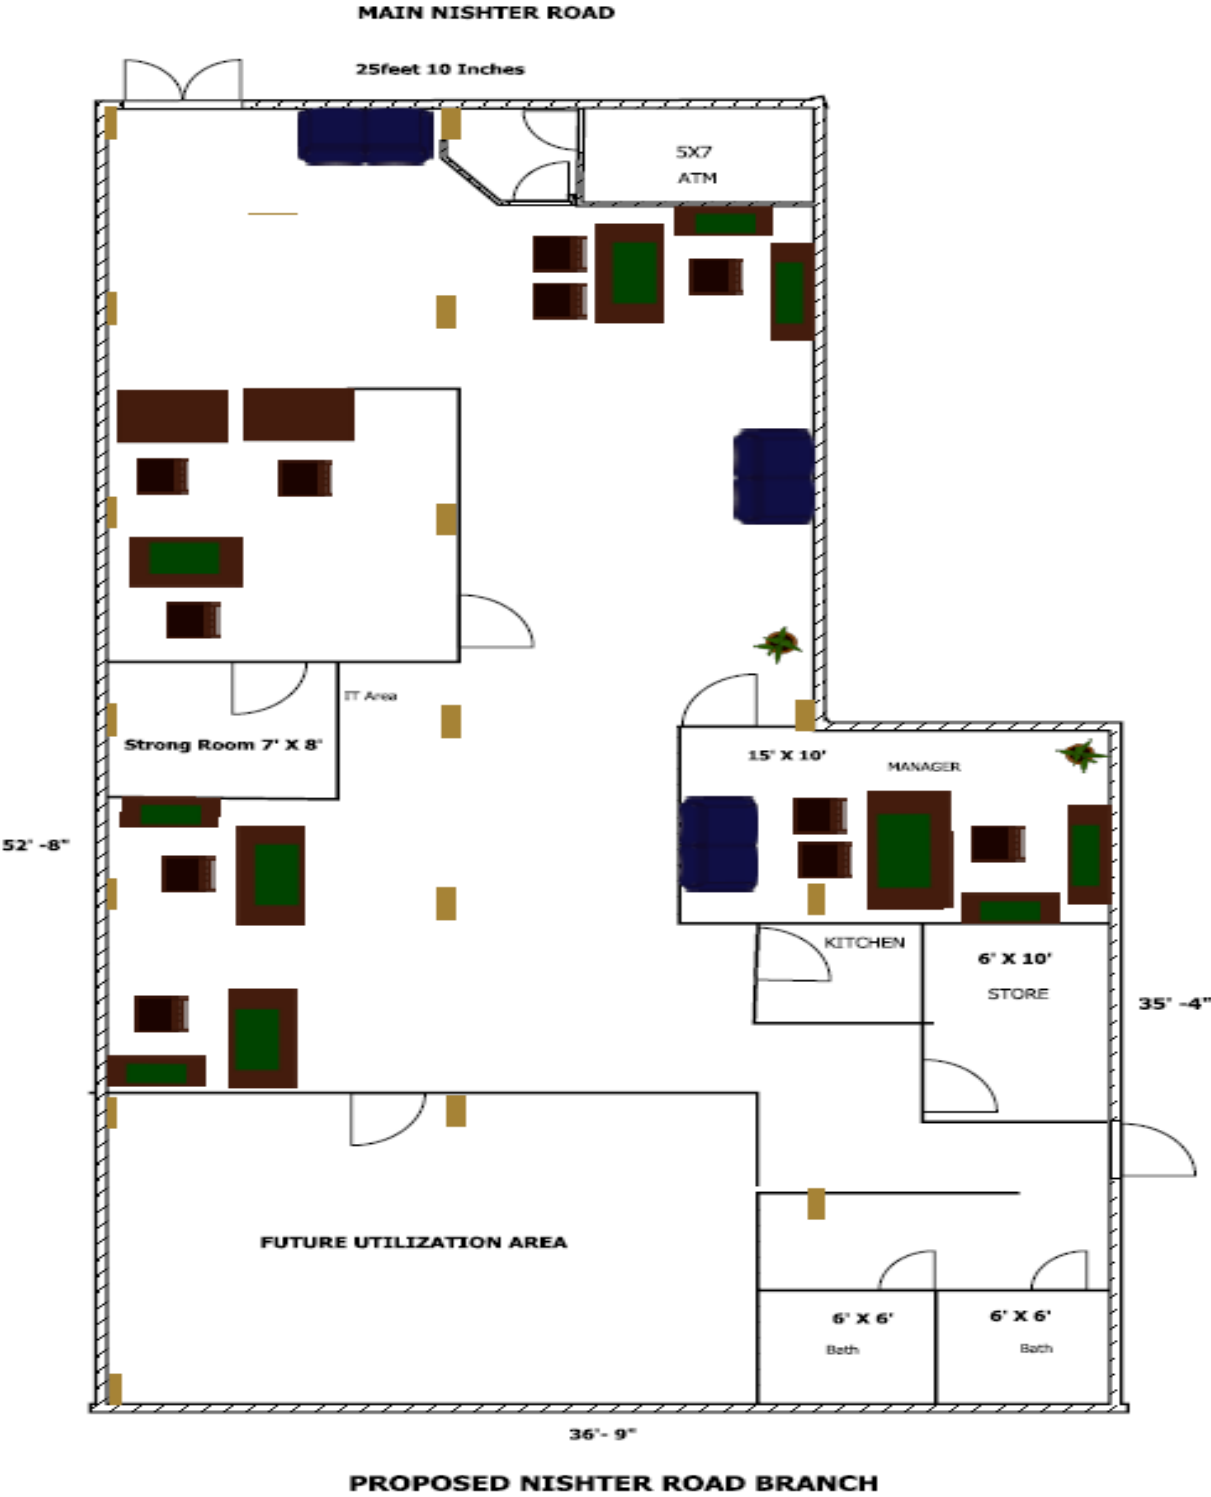 MAIN NISHTER ROAD
25feet 10 Inches
5X7
ATM
IT Area
Strong Room 7' X 8'
15' X 10'
MANAGER
52' -8"
KITCHEN
6' X 10'
STORE
35' -4"
FUTURE UTILIZATION AREA
6' X 6'
Bath
6' X 6'
Bath
36'- 9"
PROPOSED NISHTER ROAD BRANCH